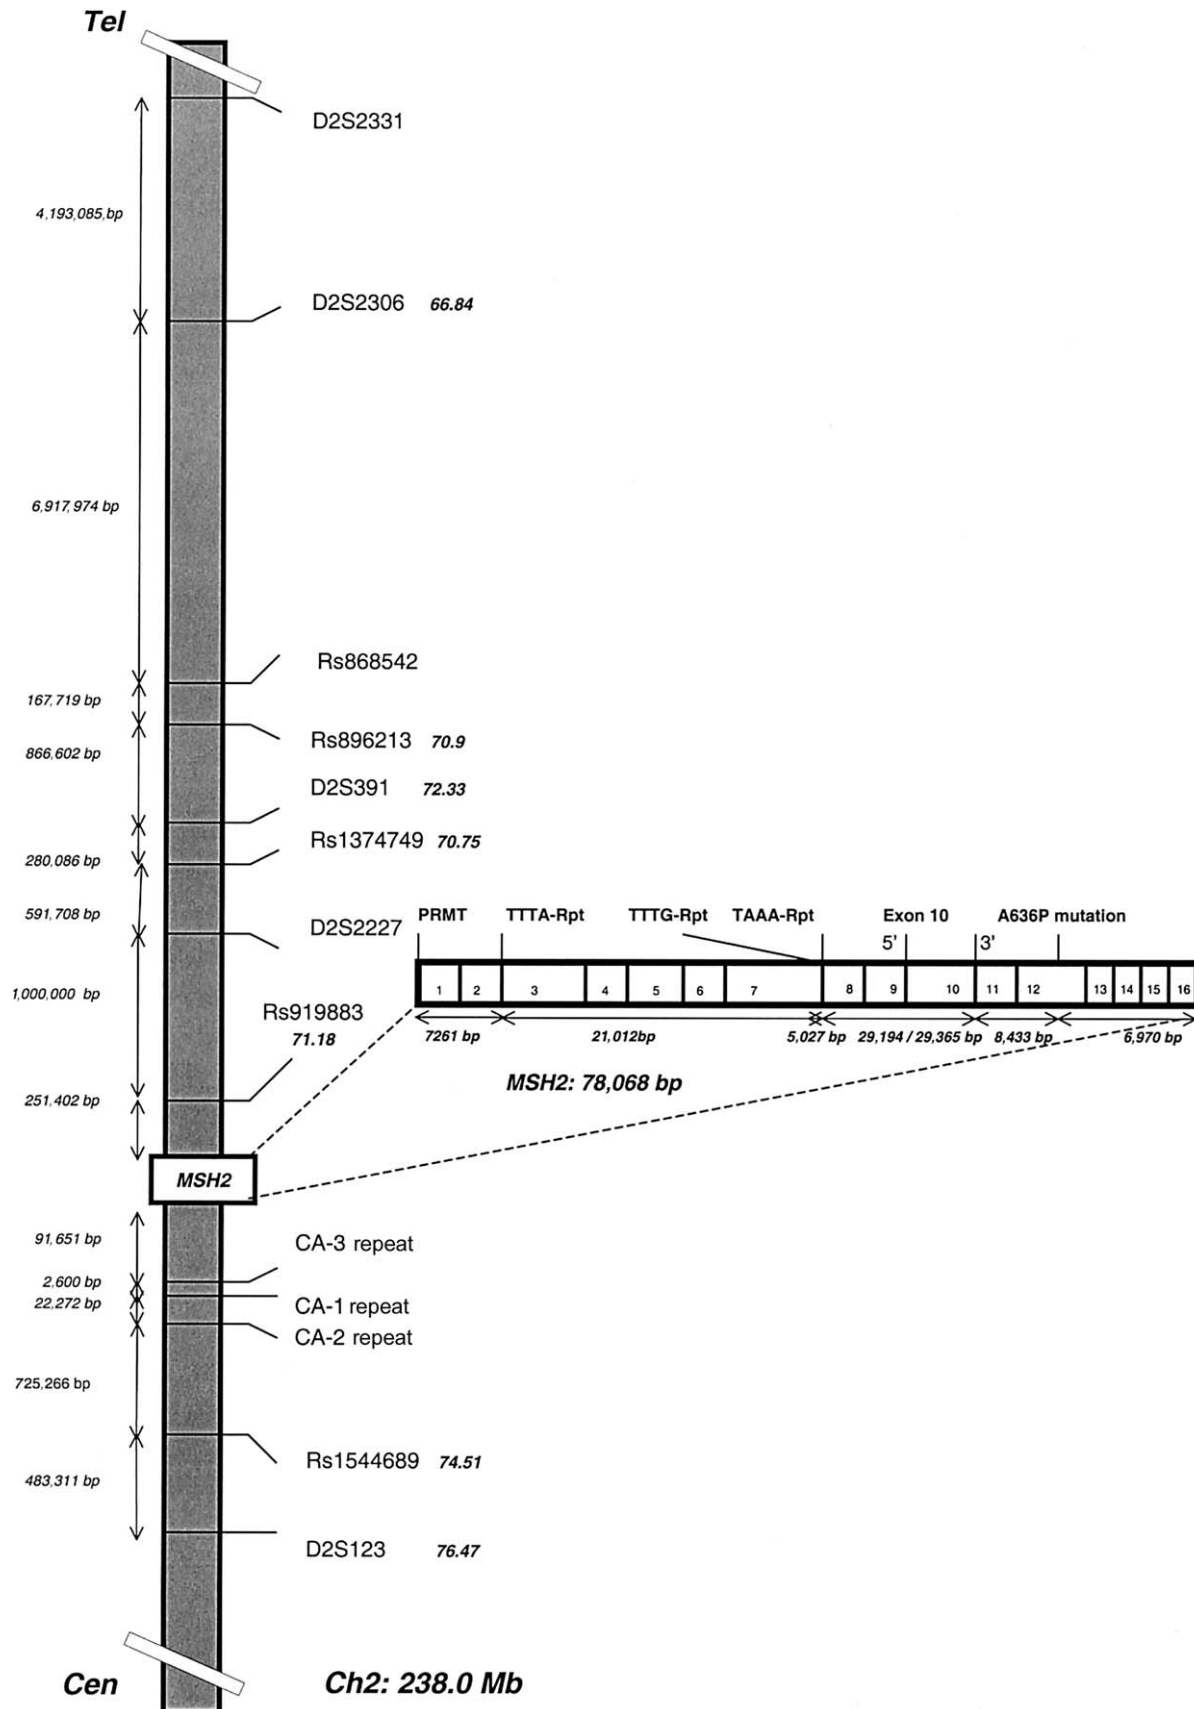 Tel
D2S2331
4,193,085,bp
D2S2306 66.84
6,917,974 bp
Rs868542
167,719 bp
Rs896213 70.9
866,602 bp
D2S391 72.33
Rs1374749 70.75
280,086 bp
591,708 bp
D2S2227
PRMT TTTA-Rpt TTTG-Rpt TAAA-Rpt Exon 10 A636P mutation
5' 3'
1 2 3 4 5 6 7 8 9 10 11 12 13 14 15 16
7261 bp 21,012bp 5,027 bp 29,194 / 29,365 bp 8,433 bp 6,970 bp
MSH2: 78,068 bp
1,000,000 bp
Rs919883
71.18
251,402 bp
MSH2
91,651 bp
CA-3 repeat
2,600 bp
22,272 bp
CA-1 repeat
CA-2 repeat
725,266 bp
Rs1544689 74.51
483,311 bp
D2S123 76.47
Cen
Ch2: 238.0 Mb